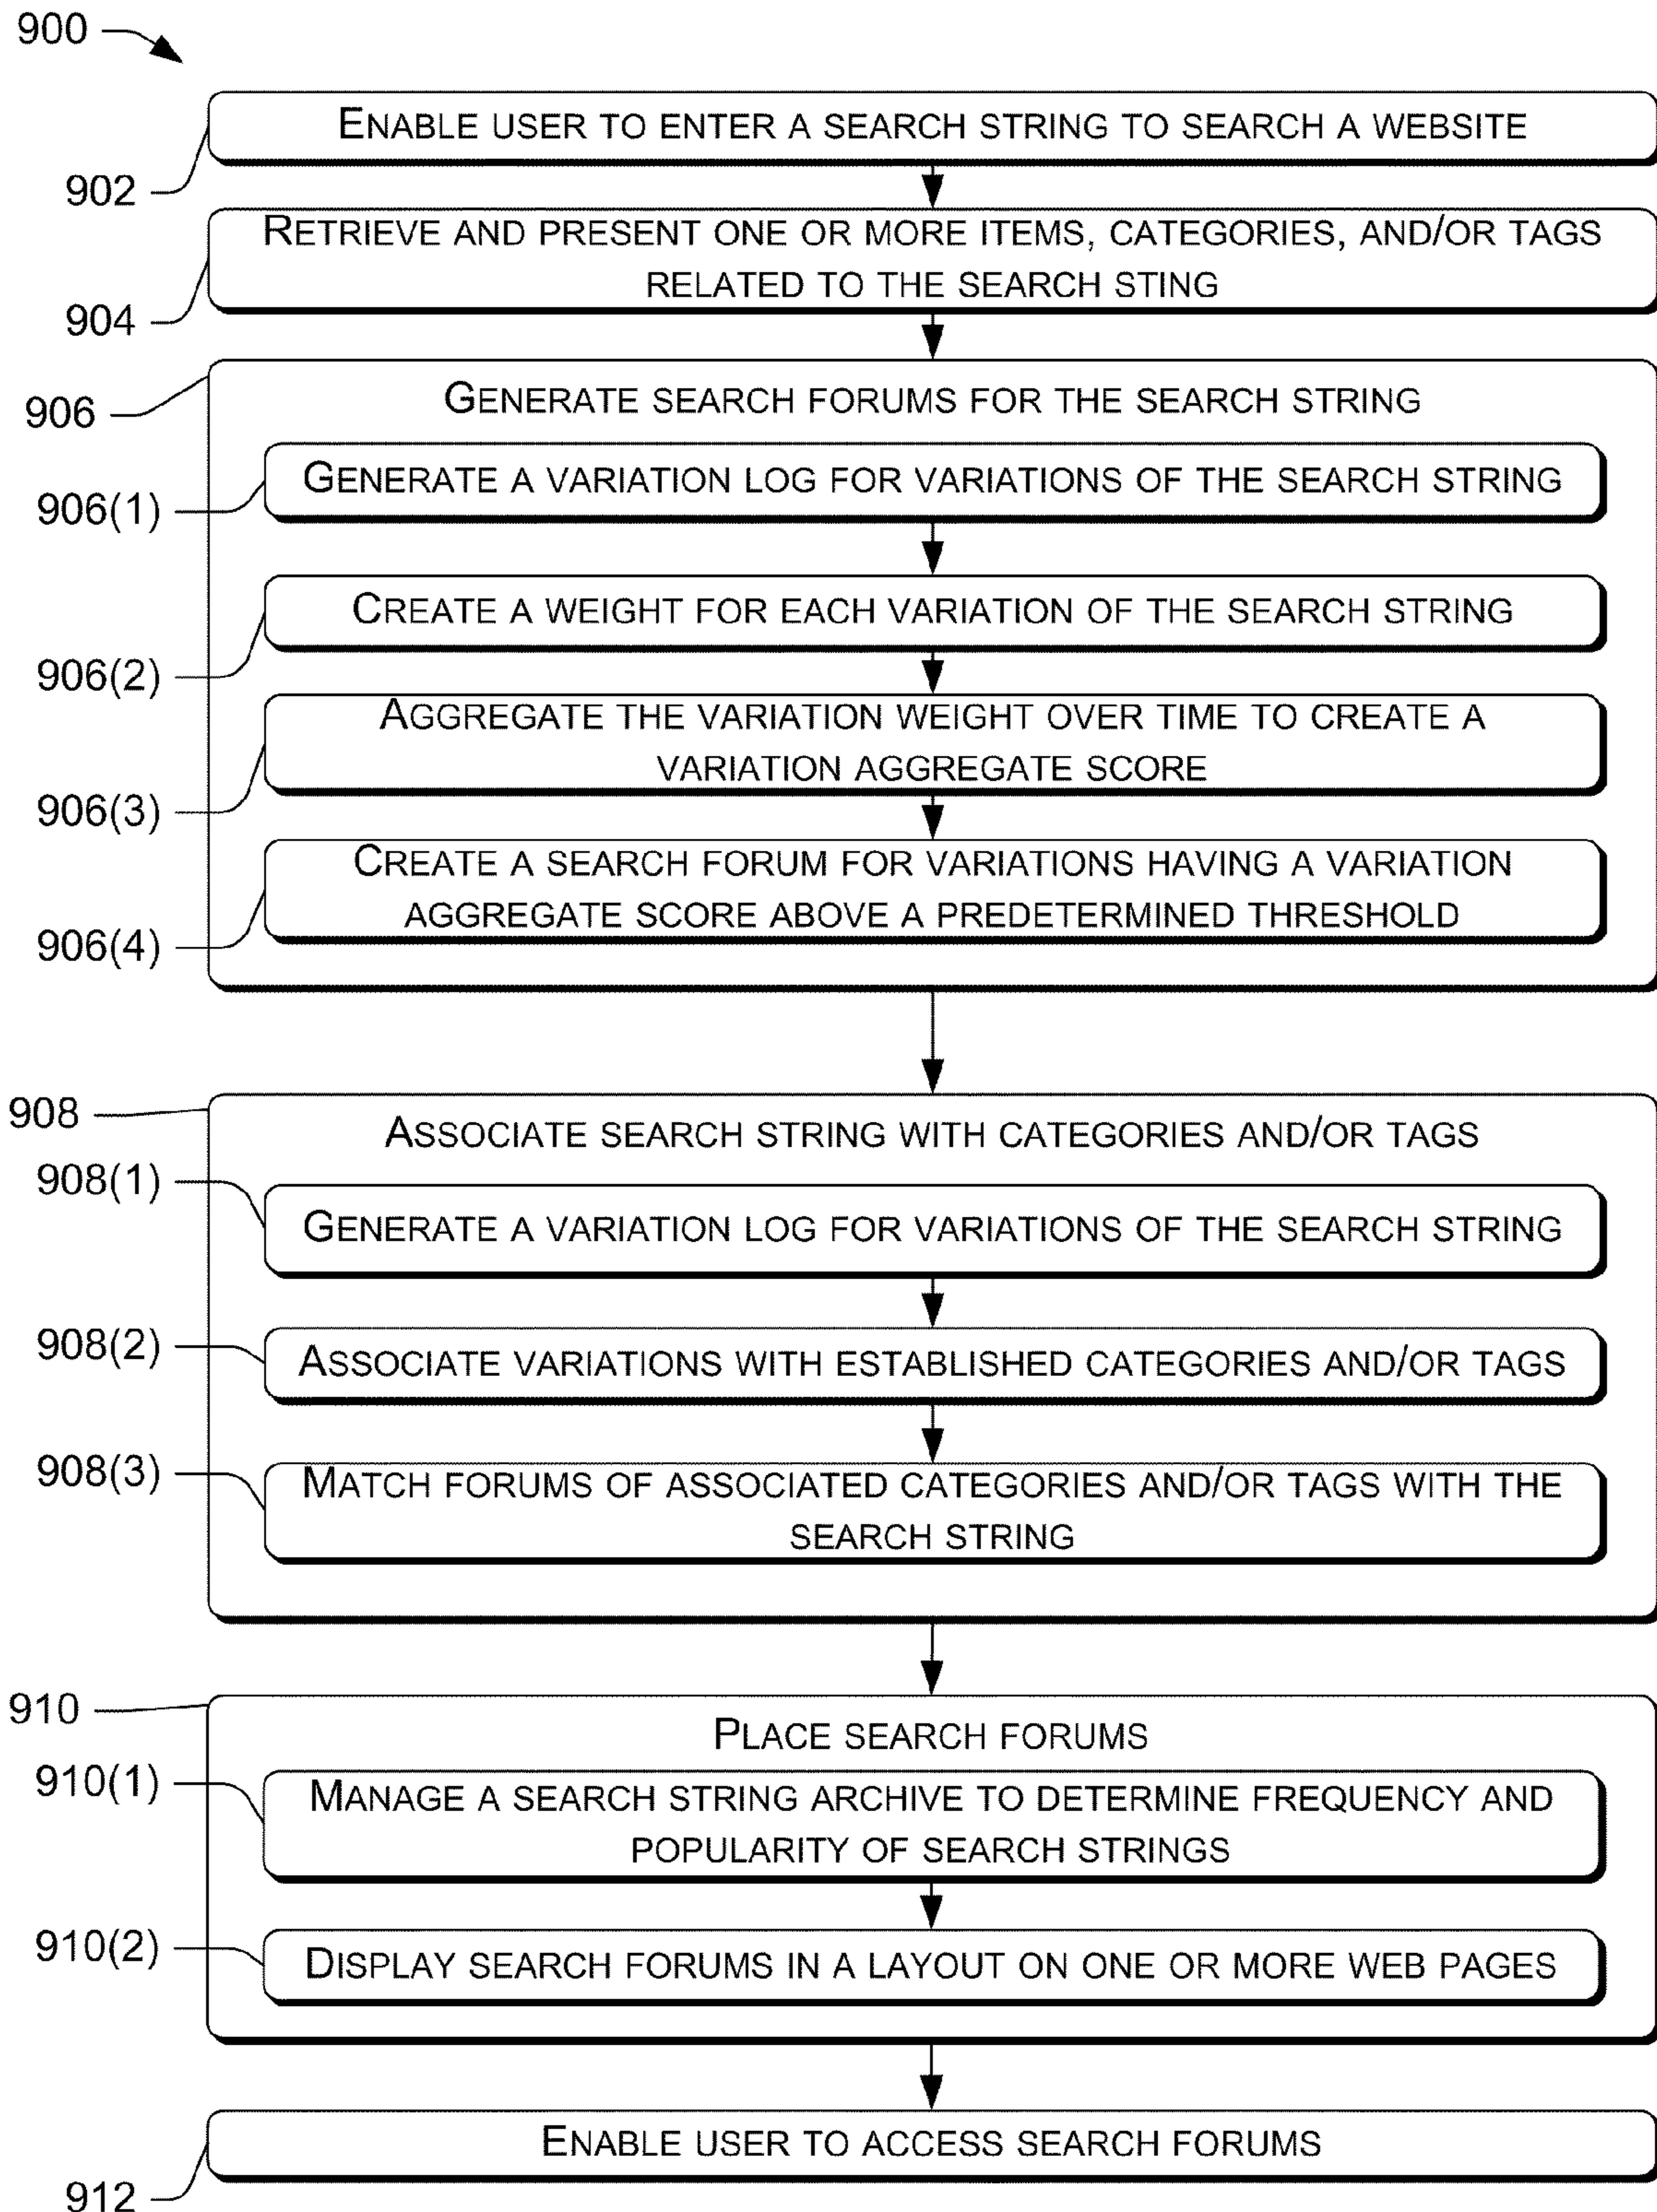 900
ENABLE USER TO ENTER A SEARCH STRING TO SEARCH A WEBSITE
902
RETRIEVE AND PRESENT ONE OR MORE ITEMS, CATEGORIES, AND/OR TAGS
RELATED TO THE SEARCH STING
904
906
GENERATE SEARCH FORUMS FOR THE SEARCH STRING
GENERATE A VARIATION LOG FOR VARIATIONS OF THE SEARCH STRING
906(1)
CREATE A WEIGHT FOR EACH VARIATION OF THE SEARCH STRING
906(2)
AGGREGATE THE VARIATION WEIGHT OVER TIME TO CREATE A
VARIATION AGGREGATE SCORE
906(3)
CREATE A SEARCH FORUM FOR VARIATIONS HAVING A VARIATION
AGGREGATE SCORE ABOVE A PREDETERMINED THRESHOLD
906(4)
908
ASSOCIATE SEARCH STRING WITH CATEGORIES AND/OR TAGS
908(1)
GENERATE A VARIATION LOG FOR VARIATIONS OF THE SEARCH STRING
908(2)
ASSOCIATE VARIATIONS WITH ESTABLISHED CATEGORIES AND/OR TAGS
908(3)
MATCH FORUMS OF ASSOCIATED CATEGORIES AND/OR TAGS WITH THE
SEARCH STRING
910
PLACE SEARCH FORUMS
910(1)
MANAGE A SEARCH STRING ARCHIVE TO DETERMINE FREQUENCY AND
POPULARITY OF SEARCH STRINGS
910(2)
DISPLAY SEARCH FORUMS IN A LAYOUT ON ONE OR MORE WEB PAGES
ENABLE USER TO ACCESS SEARCH FORUMS
912